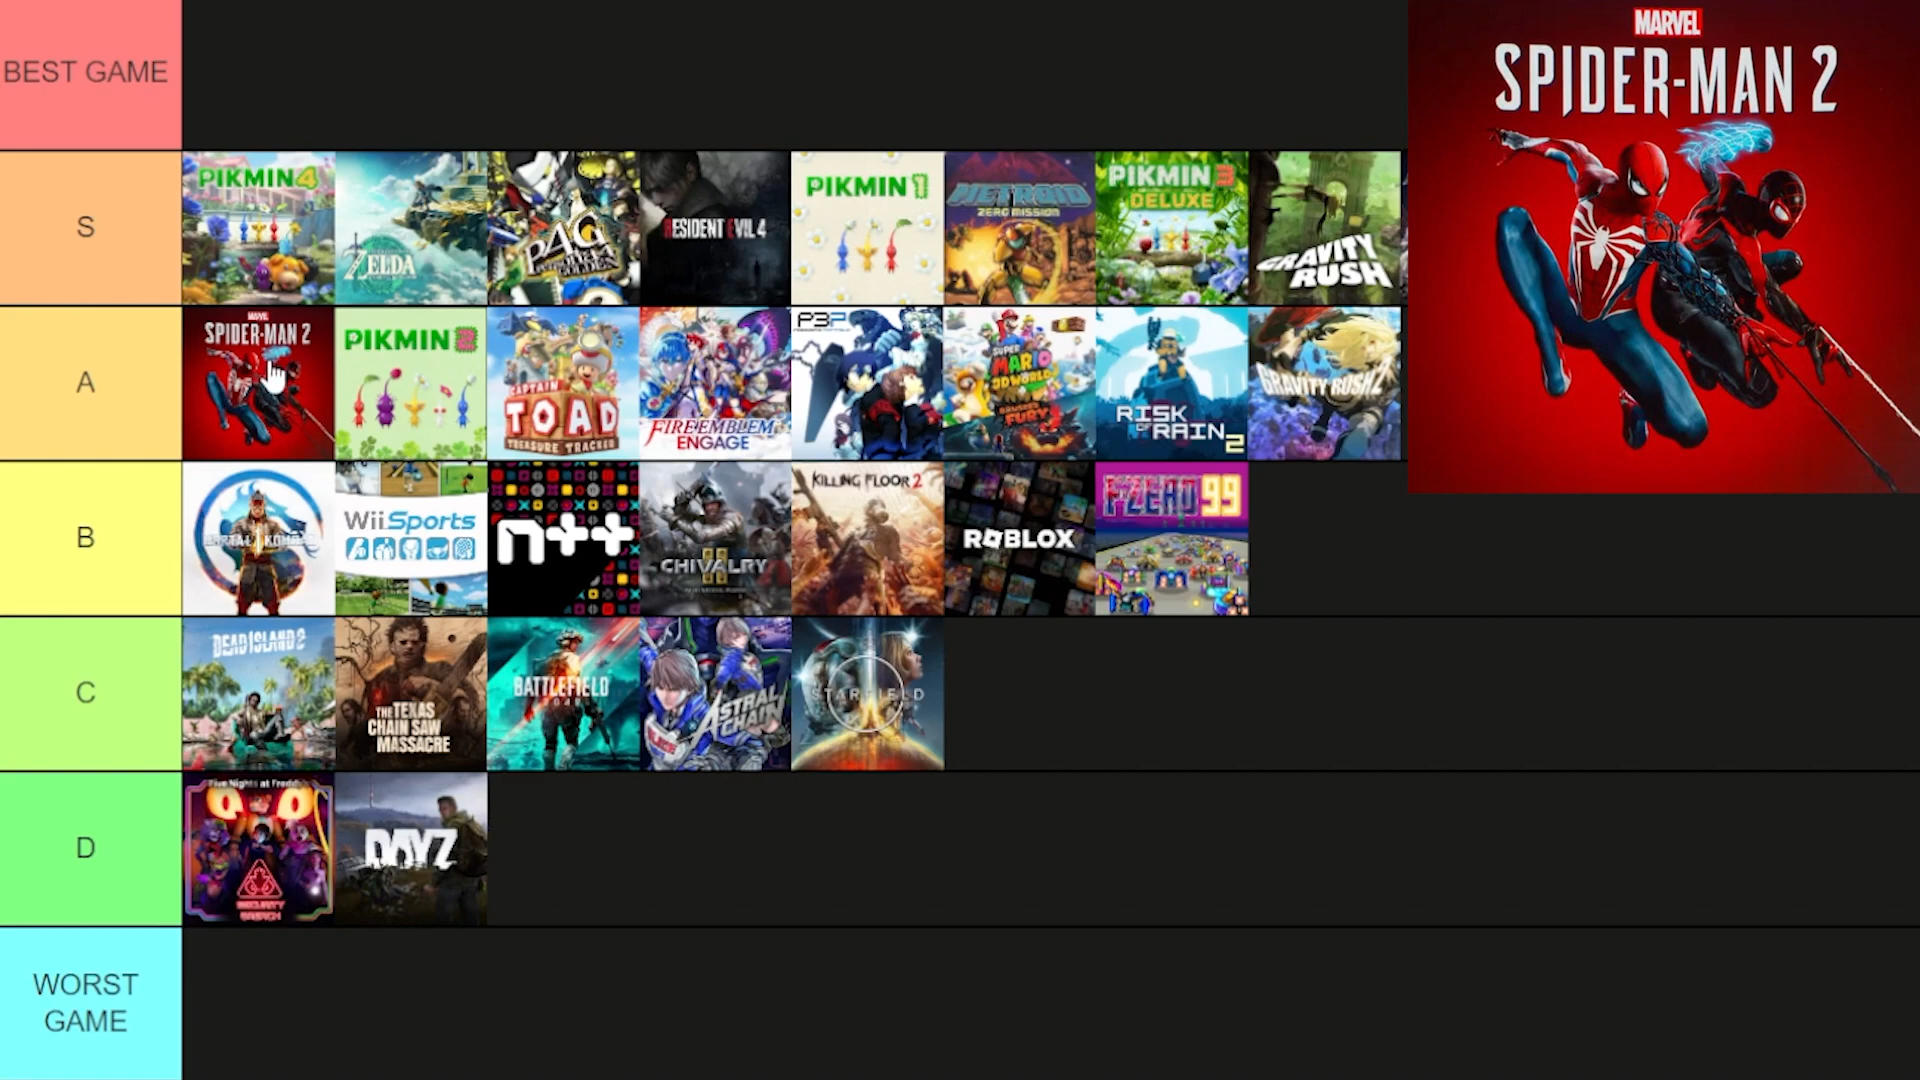 BEST GAME
MARVEL
SPIDER-MAN 2
S
PIKMIN 4
ZELDA
P4G
RESIDENT EVIL 4
PIKMIN 1
METROID
ZERO MISSION
PIKMIN 3
DELUXE
GRAVITY
RUSH
A
MARVEL
SPIDER-MAN 2
PIKMIN 2
CAPTAIN
TOAD
TREASURE TRACKER
FIRE EMBLEM
ENGAGE
P3P
SUPER
MARIO
3D WORLD
BOWSER'S
FURY
RISK
OF RAIN 2
GRAVITY RUSH 2
B
MORTAL KOMBAT
Wii Sports
n++
CHIVALRY
II
KILLING FLOOR 2
ROBLOX
F-ZERO 99
C
DEAD ISLAND 2
THE TEXAS
CHAIN SAW
MASSACRE
BATTLEFIELD
2042
ASTRAL
CHAIN
STARFIELD
D
Five Nights at Freddy's
SECURITY
BREACH
DAYZ
WORST
GAME